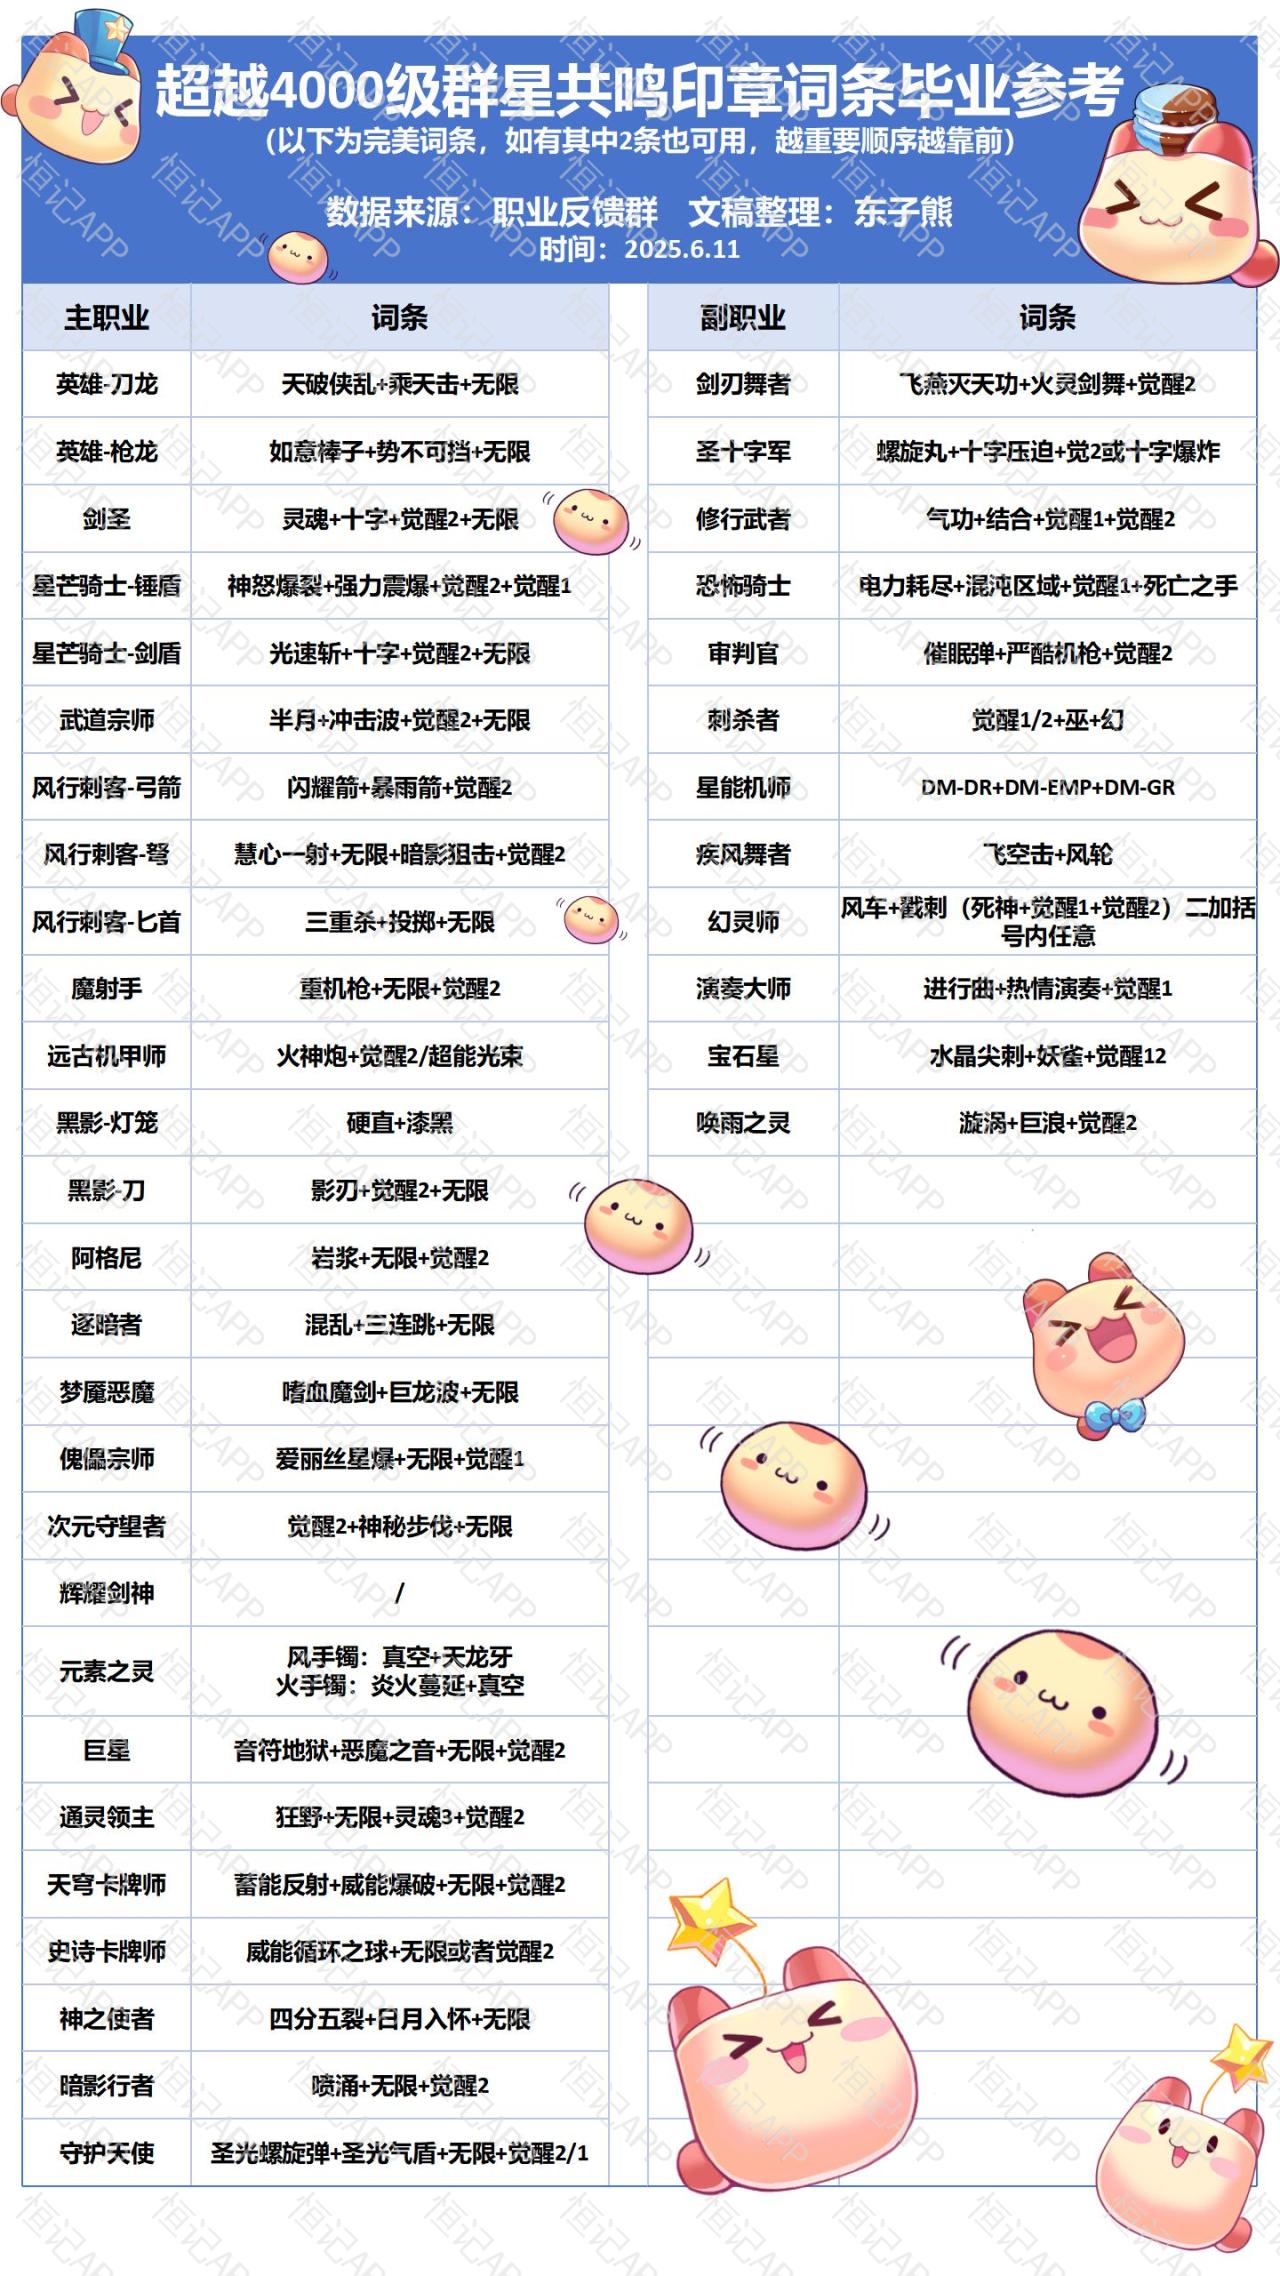 超越4000级群星共鸣印章词条毕业参考
（以下为完美词条，如有其中2条也可用，越重要顺序越靠前）
数据来源：职业反馈群 文稿整理：东子熊
时间：2025.6.11
主职业 词条 副职业 词条
英雄-刀龙 天破侠乱+乘天击+无限 剑刃舞者 飞燕灭天功+火灵剑舞+觉醒2
英雄-枪龙 如意棒子+势不可挡+无限 圣十字军 螺旋丸+十字压迫+觉2或十字爆炸
剑圣 灵魂+十字+觉醒2+无限 修行武者 气功+结合+觉醒1+觉醒2
星芒骑士-锤盾 神怒爆裂+强力震爆+觉醒2+觉醒1 恐怖骑士 电力耗尽+混沌区域+觉醒1+死亡之手
星芒骑士-剑盾 光速斩+十字+觉醒2+无限 审判官 催眠弹+严酷机枪+觉醒2
武道宗师 半月+冲击波+觉醒2+无限 刺杀者 觉醒1/2+巫+幻
风行刺客-弓箭 闪耀箭+暴雨箭+觉醒2 星能机师 DM-DR+DM-EMP+DM-GR
风行刺客-弩 慧心一射+无限+暗影狙击+觉醒2 疾风舞者 飞空击+风轮
风行刺客-匕首 三重杀+投掷+无限 幻灵师 风车+戳刺（死神+觉醒1+觉醒2）二加括
号内任意
魔射手 重机枪+无限+觉醒2 演奏大师 进行曲+热情演奏+觉醒1
远古机甲师 火神炮+觉醒2/超能光束 宝石星 水晶尖刺+妖雀+觉醒12
黑影-灯笼 硬直+漆黑 唤雨之灵 漩涡+巨浪+觉醒2
黑影-刀 影刃+觉醒2+无限
阿格尼 岩浆+无限+觉醒2
逐暗者 混乱+三连跳+无限
梦魇恶魔 嗜血魔剑+巨龙波+无限
傀儡宗师 爱丽丝星爆+无限+觉醒1
次元守望者 觉醒2+神秘步伐+无限
辉耀剑神 /
元素之灵 风手镯：真空+天龙牙
火手镯：炎火蔓延+真空
巨星 音符地狱+恶魔之音+无限+觉醒2
通灵领主 狂野+无限+灵魂3+觉醒2
天穹卡牌师 蓄能反射+威能爆破+无限+觉醒2
史诗卡牌师 威能循环之球+无限或者觉醒2
神之使者 四分五裂+日月入怀+无限
暗影行者 喷涌+无限+觉醒2
守护天使 圣光螺旋弹+圣光气盾+无限+觉醒2/1
恒记APP